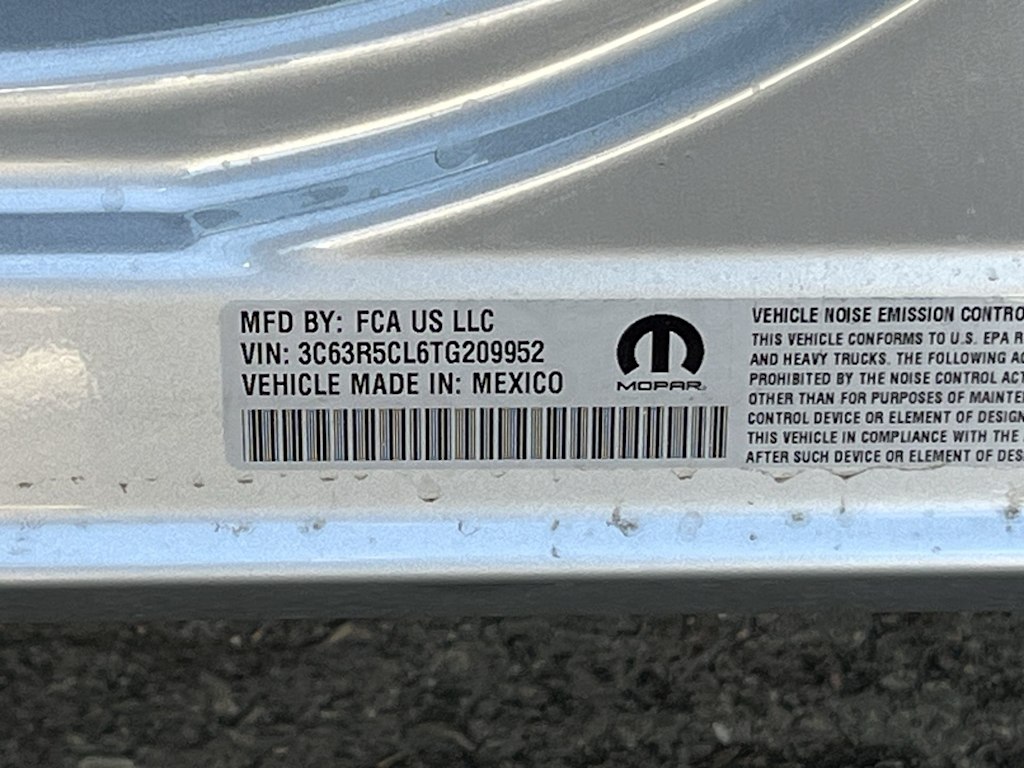 MFD BY: FCA US LLC
VIN: 3C63R5CL6TG209952
VEHICLE MADE IN: MEXICO
MOPAR
VEHICLE NOISE EMISSION CONTRO
THIS VEHICLE CONFORMS TO U.S. EPA R
AND HEAVY TRUCKS. THE FOLLOWING AC
PROHIBITED BY THE NOISE CONTROL ACT
OTHER THAN FOR PURPOSES OF MAINTE
CONTROL DEVICE OR ELEMENT OF DESIGN
THIS VEHICLE IN COMPLIANCE WITH THE
AFTER SUCH DEVICE OR ELEMENT OF DES